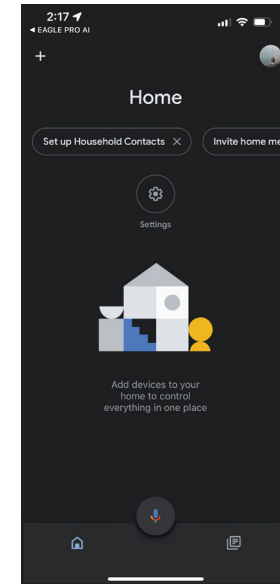 2:17
◀ EAGLE PRO AI
+
Home
Set up Household Contacts ×
Invite home me
Settings
Add devices to your
home to control
everything in one place